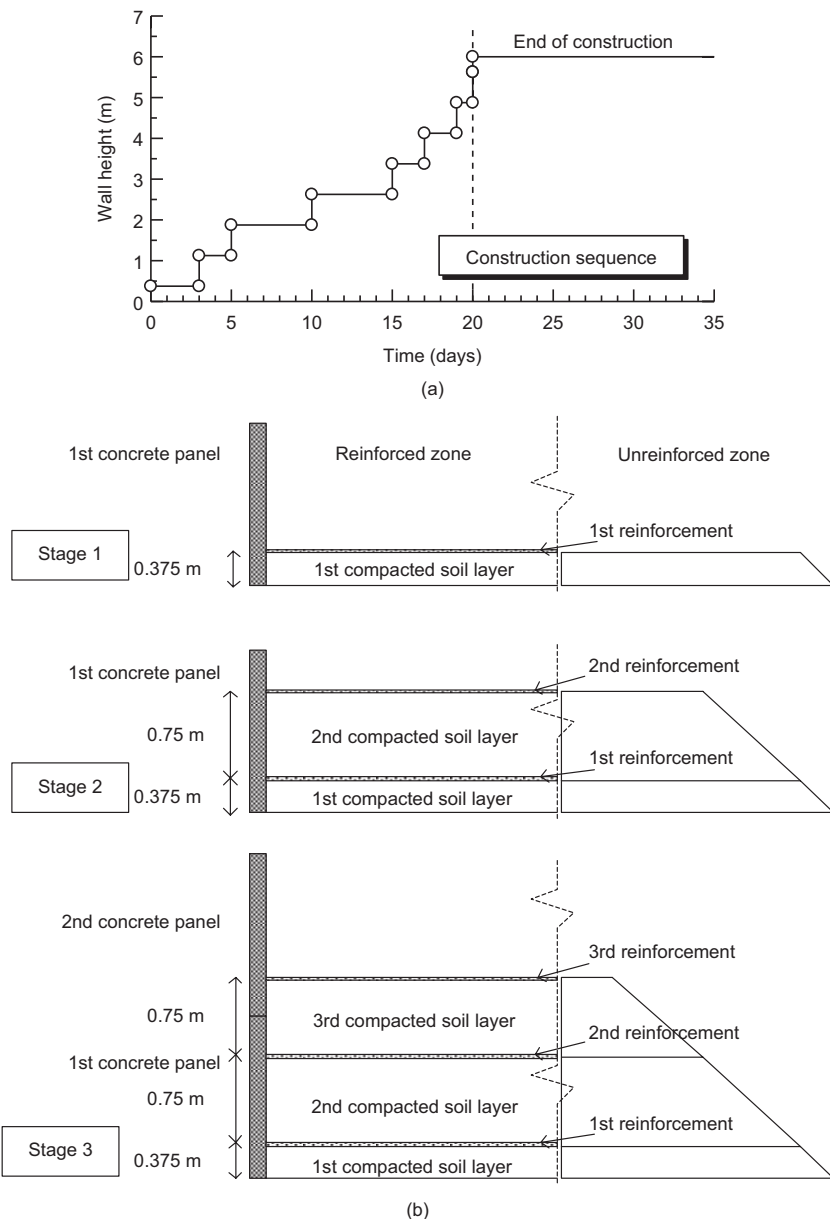 7
6
5
4
3
2
1
0
Wall height (m)
End of construction
Construction sequence
0 5 10 15 20 25 30 35
Time (days)
(a)
1st concrete panel
Reinforced zone
Unreinforced zone
1st reinforcement
Stage 1
0.375 m
1st compacted soil layer
1st concrete panel
2nd reinforcement
0.75 m
2nd compacted soil layer
1st reinforcement
Stage 2
0.375 m
1st compacted soil layer
2nd concrete panel
3rd reinforcement
0.75 m
3rd compacted soil layer
2nd reinforcement
1st concrete panel
0.75 m
2nd compacted soil layer
1st reinforcement
Stage 3
0.375 m
1st compacted soil layer
(b)